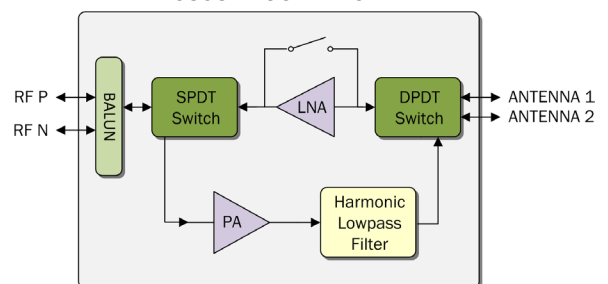 RF P
RF N
BALUN
SPDT
Switch
LNA
DPDT
Switch
ANTENNA 1
ANTENNA 2
PA
Harmonic
Lowpass
Filter